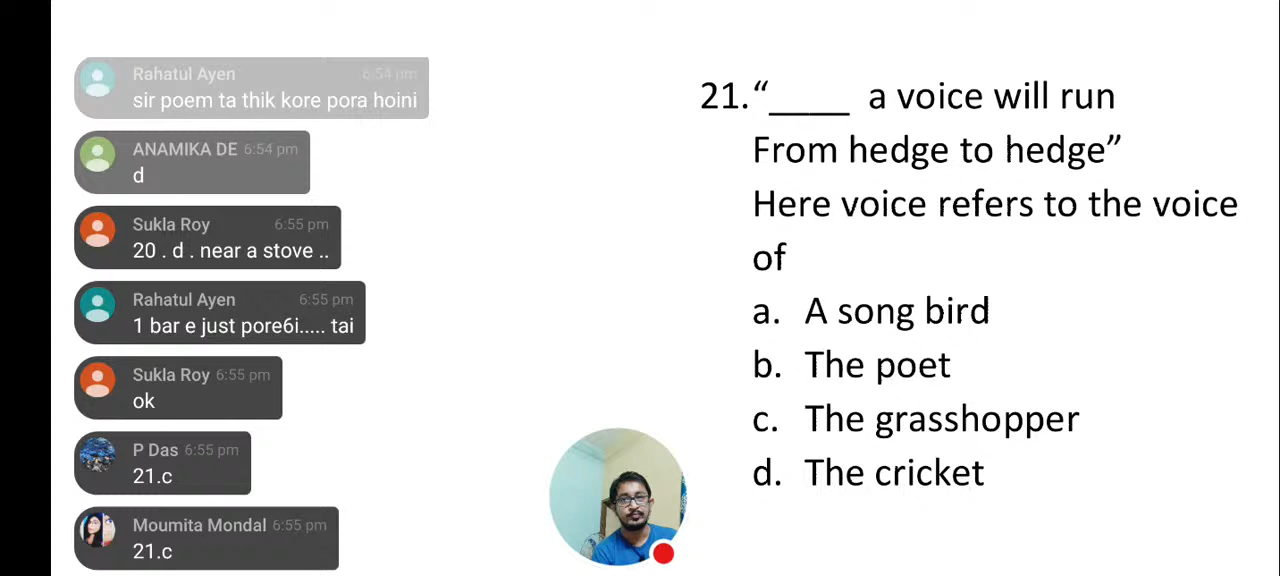 Rahatul Ayen 6:54 pm
sir poem ta thik kore pora hoini
ANAMIKA DE 6:54 pm
d
Sukla Roy 6:55 pm
20 . d . near a stove ..
Rahatul Ayen 6:55 pm
1 bar e just pore6i..... tai
Sukla Roy 6:55 pm
ok
P Das 6:55 pm
21.c
Moumita Mondal 6:55 pm
21.c
21. “____ a voice will run
From hedge to hedge”
Here voice refers to the voice
of
a. A song bird
b. The poet
c. The grasshopper
d. The cricket